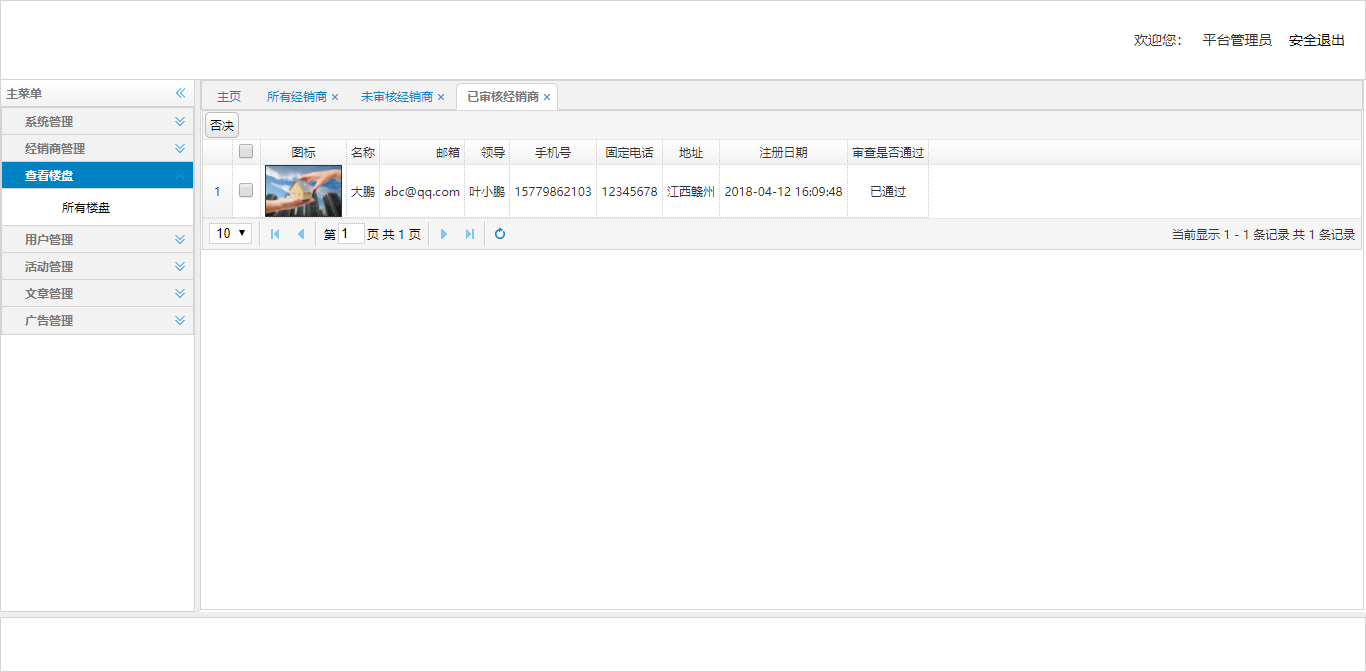 欢迎您： 平台管理员 安全退出
主菜单
系统管理
经销商管理
查看楼盘
所有楼盘
用户管理
活动管理
文章管理
广告管理
主页 所有经销商 × 未审核经销商 × 已审核经销商 ×
否决
图标 名称 邮箱 领导 手机号 固定电话 地址 注册日期 审查是否通过
1 大鹏 abc@qq.com 叶小鹏 15779862103 12345678 江西赣州 2018-04-12 16:09:48 已通过
10 第 1 页 共 1 页 当前显示 1 - 1 条记录 共 1 条记录